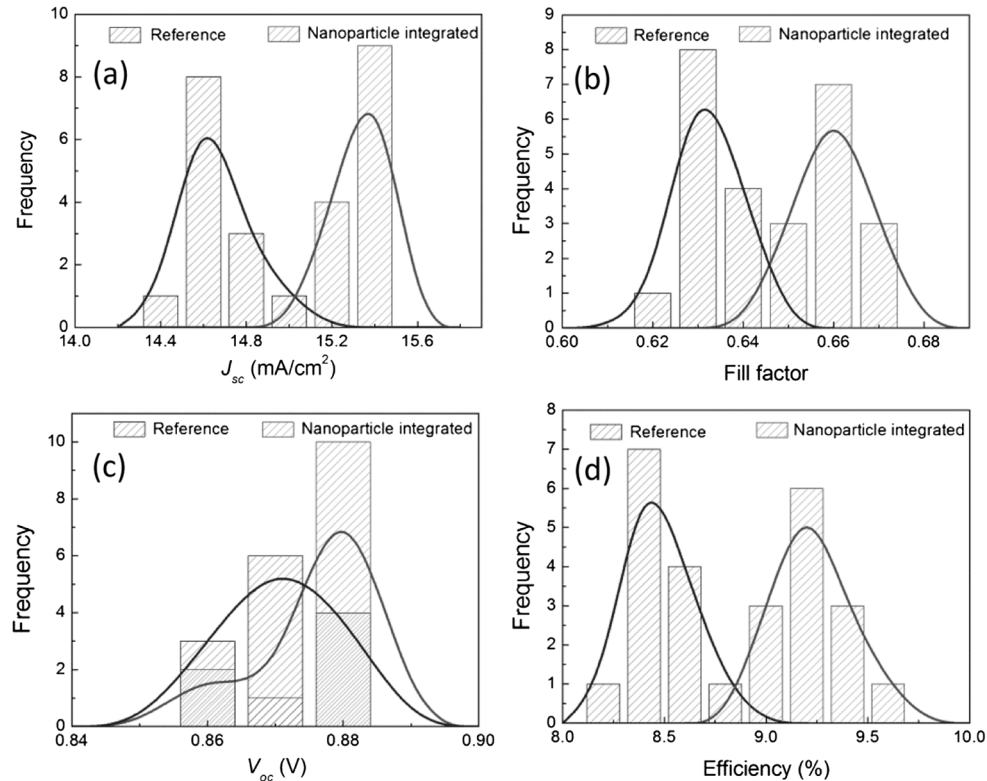 (a)
Reference
Nanoparticle integrated
Frequency
10
8
6
4
2
0
14.0
14.4
14.8
15.2
15.6
Jsc (mA/cm²)
(b)
Reference
Nanoparticle integrated
Frequency
9
8
7
6
5
4
3
2
1
0
0.60
0.62
0.64
0.66
0.68
Fill factor
(c)
Reference
Nanoparticle integrated
Frequency
10
8
6
4
2
0
0.84
0.86
0.88
0.90
Voc (V)
(d)
Reference
Nanoparticle integrated
Frequency
8
7
6
5
4
3
2
1
0
8.0
8.5
9.0
9.5
10.0
Efficiency (%)